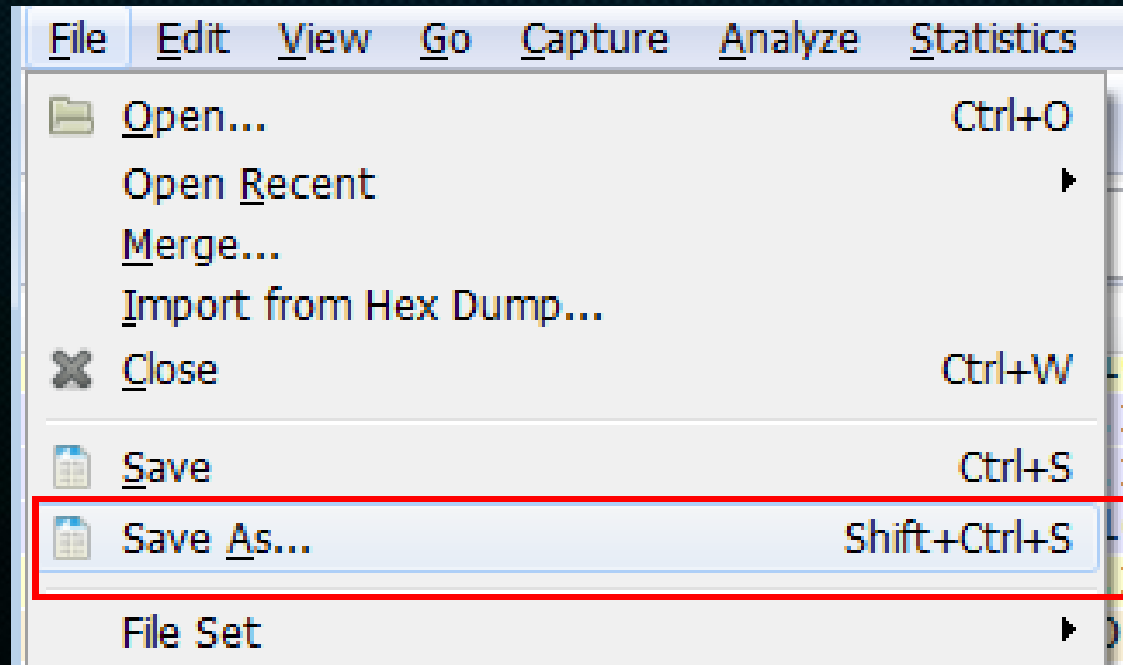 File Edit View Go Capture Analyze Statistics
Open... Ctrl+O
Open Recent
Merge...
Import from Hex Dump...
Close Ctrl+W
Save Ctrl+S
Save As... Shift+Ctrl+S
File Set